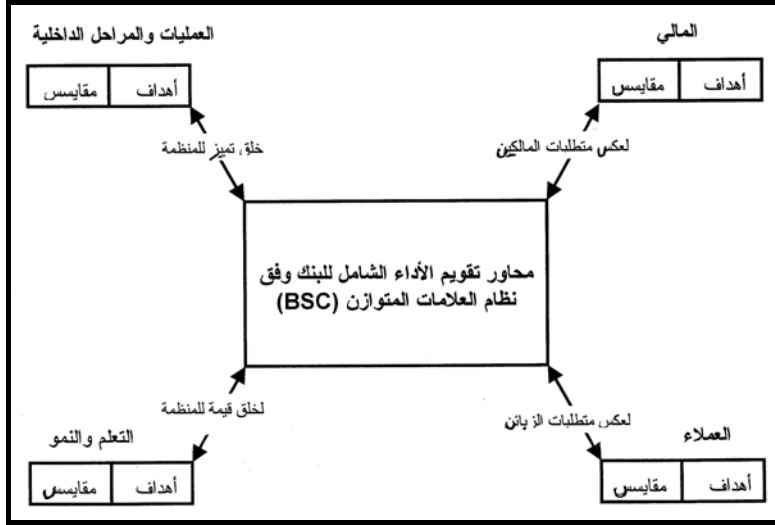 المالي
أهداف مقاييس
لعكس متطلبات المالكين
العمليات والمراحل الداخلية
أهداف مقاييس
خلق تميز للمنظمة
محاور تقويم الأداء الشامل للبنك وفق
نظام العلامات المتوازن (BSC)
لعكس متطلبات الزبائن
العملاء
أهداف مقاييس
لخلق قيمة للمنظمة
التعلم والنمو
أهداف مقاييس